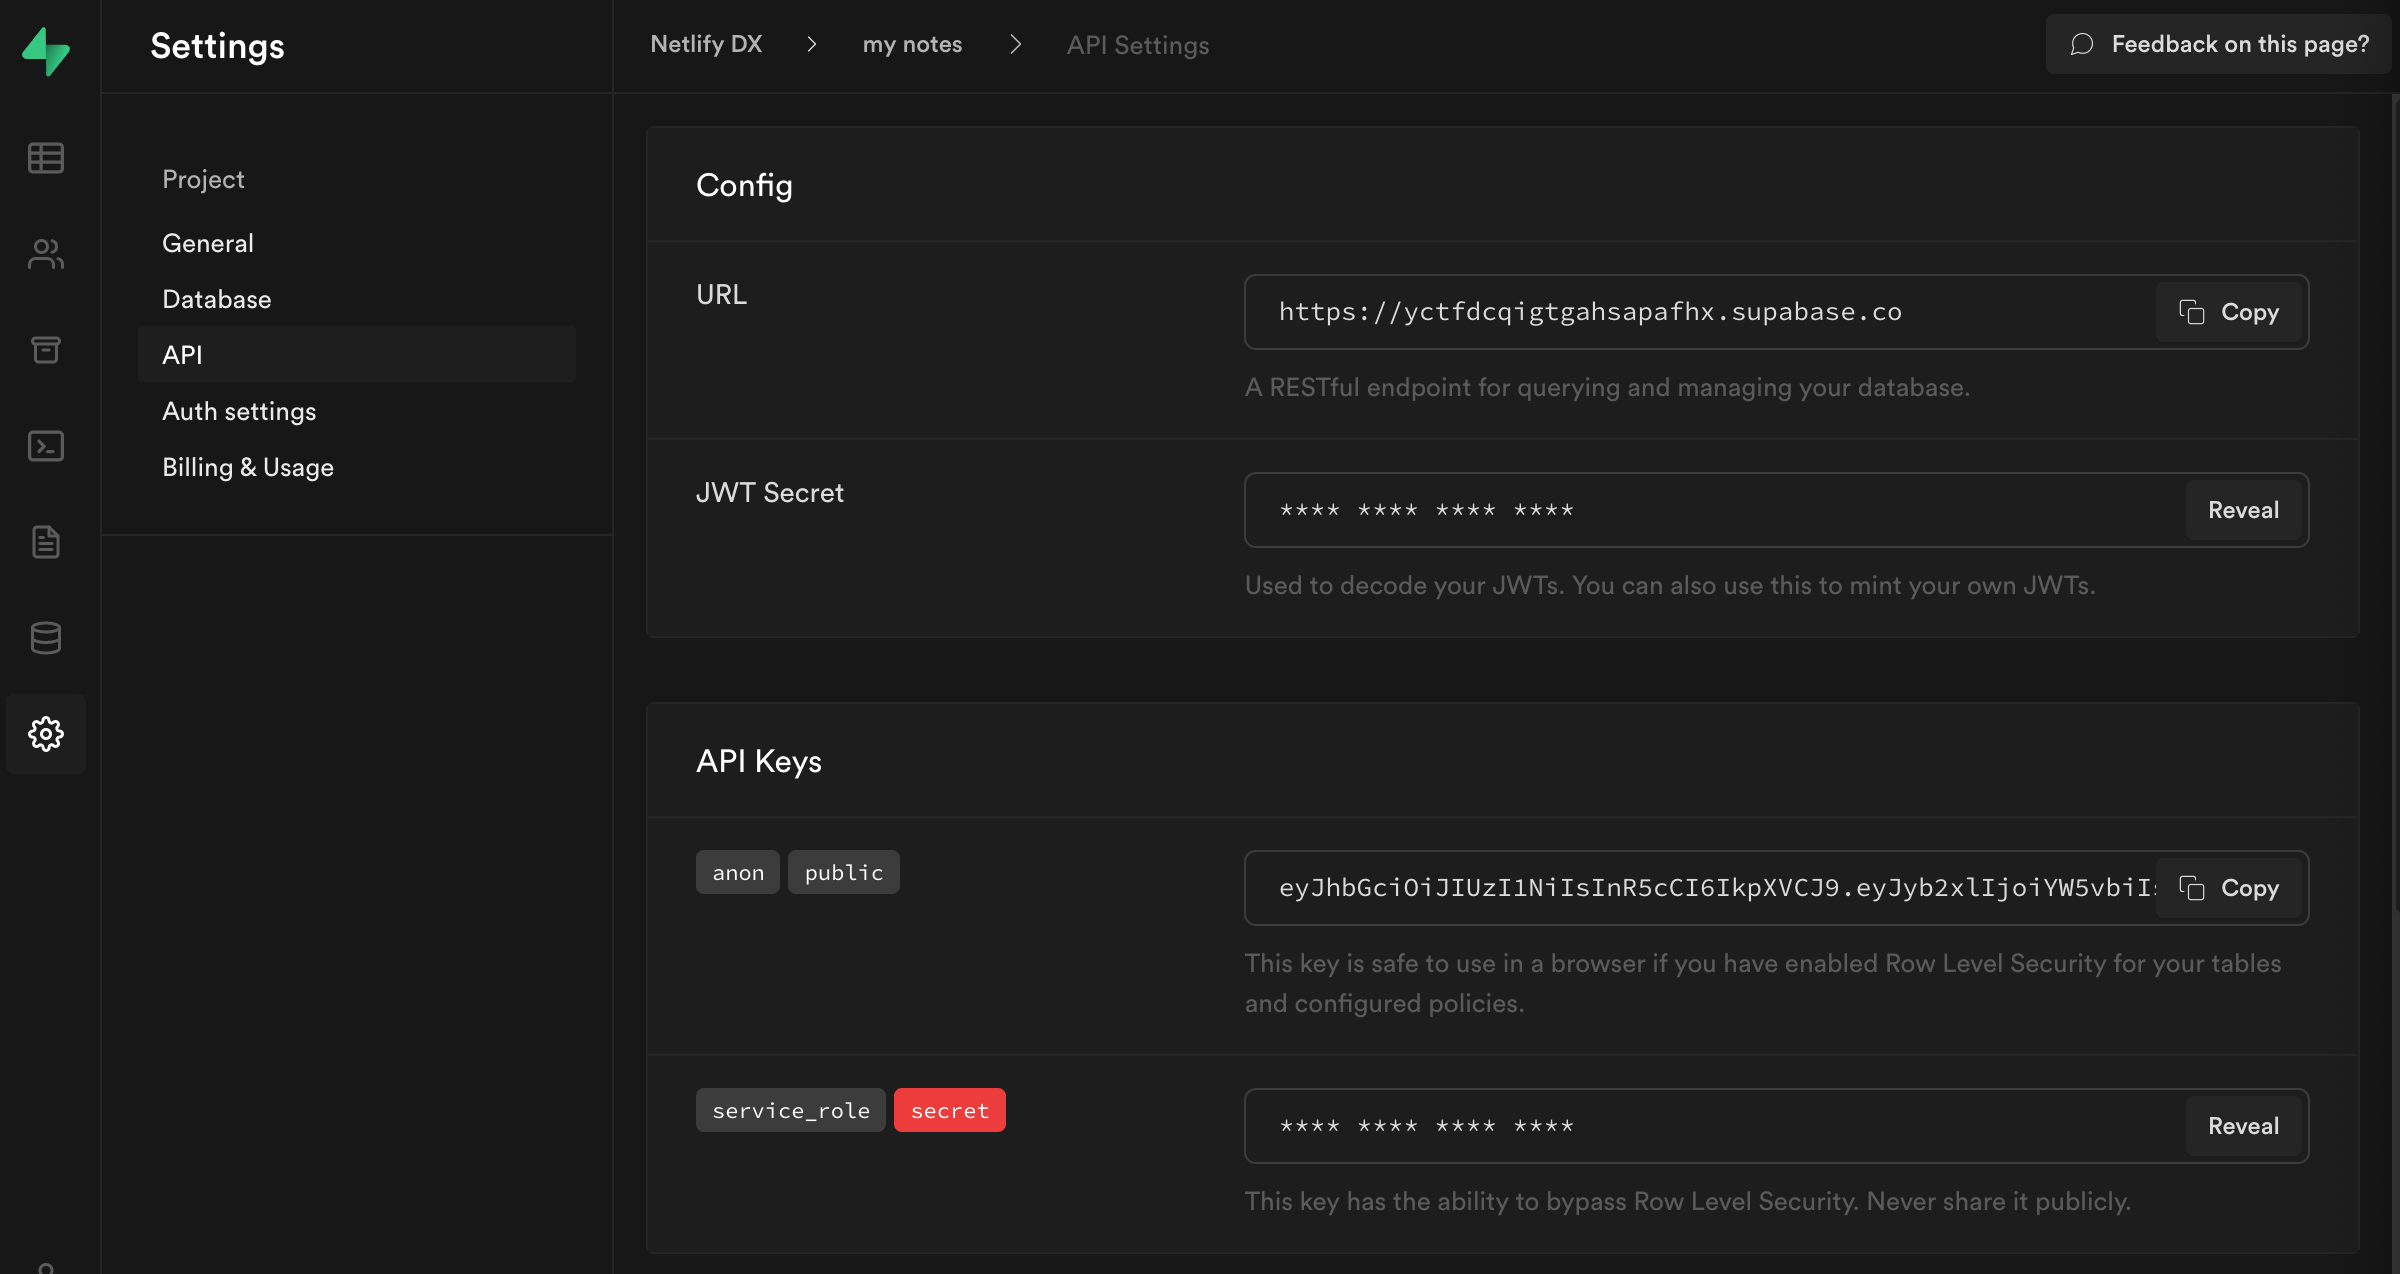 Settings
Netlify DX > my notes > API Settings
Feedback on this page?
Project
General
Database
API
Auth settings
Billing & Usage
Config
URL
https://yctfdcqigtgahsapafhx.supabase.co
Copy
A RESTful endpoint for querying and managing your database.
JWT Secret
**** **** **** ****
Reveal
Used to decode your JWTs. You can also use this to mint your own JWTs.
API Keys
anon public
eyJhbGciOiJIUzI1NiIsInR5cCI6IkpXVCJ9.eyJyb2xlIjoiYW5vbiIs
Copy
This key is safe to use in a browser if you have enabled Row Level Security for your tables
and configured policies.
service_role secret
**** **** **** ****
Reveal
This key has the ability to bypass Row Level Security. Never share it publicly.